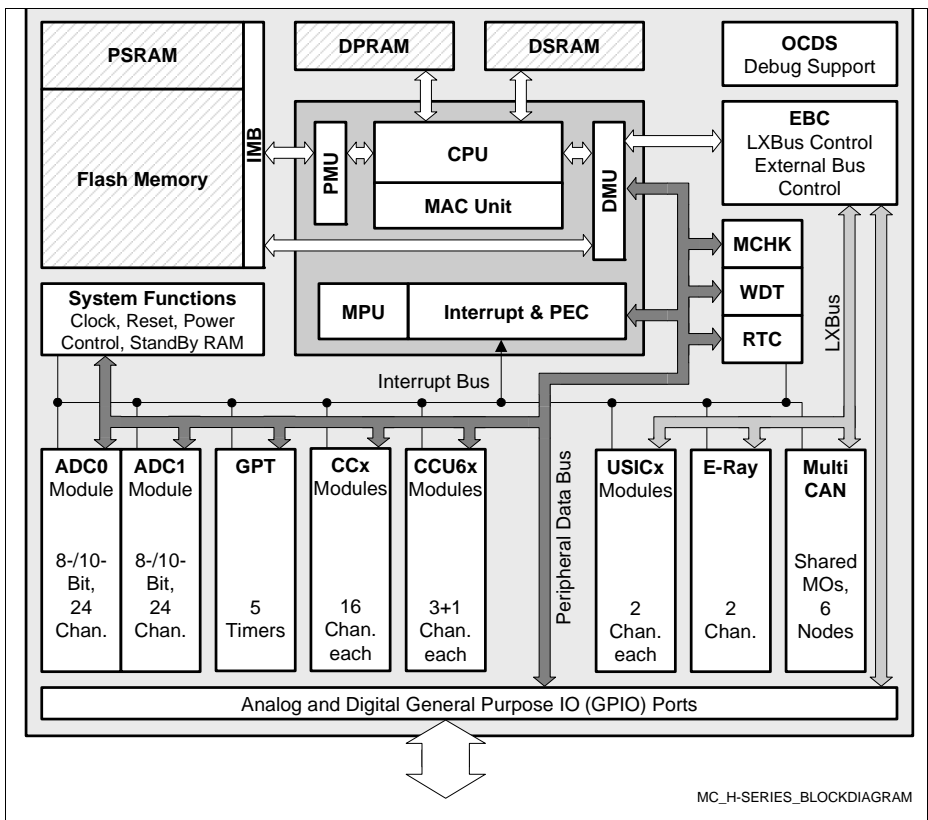 PSRAM
Flash Memory
IMB
DPRAM
DSRAM
OCDS
Debug Support
EBC
LXBus Control
External Bus
Control
PMU
CPU
MAC Unit
DMU
MCHK
WDT
RTC
LXBus
System Functions
Clock, Reset, Power
Control, StandBy RAM
MPU
Interrupt & PEC
Interrupt Bus
Peripheral Data Bus
ADC0
Module
8-/10-
Bit,
24
Chan.
ADC1
Module
8-/10-
Bit,
24
Chan.
GPT
5
Timers
CCx
Modules
16
Chan.
each
CCU6x
Modules
3+1
Chan.
each
USICx
Modules
2
Chan.
each
E-Ray
2
Chan.
Multi
CAN
Shared
MOs,
6
Nodes
Analog and Digital General Purpose IO (GPIO) Ports
MC_H-SERIES_BLOCKDIAGRAM